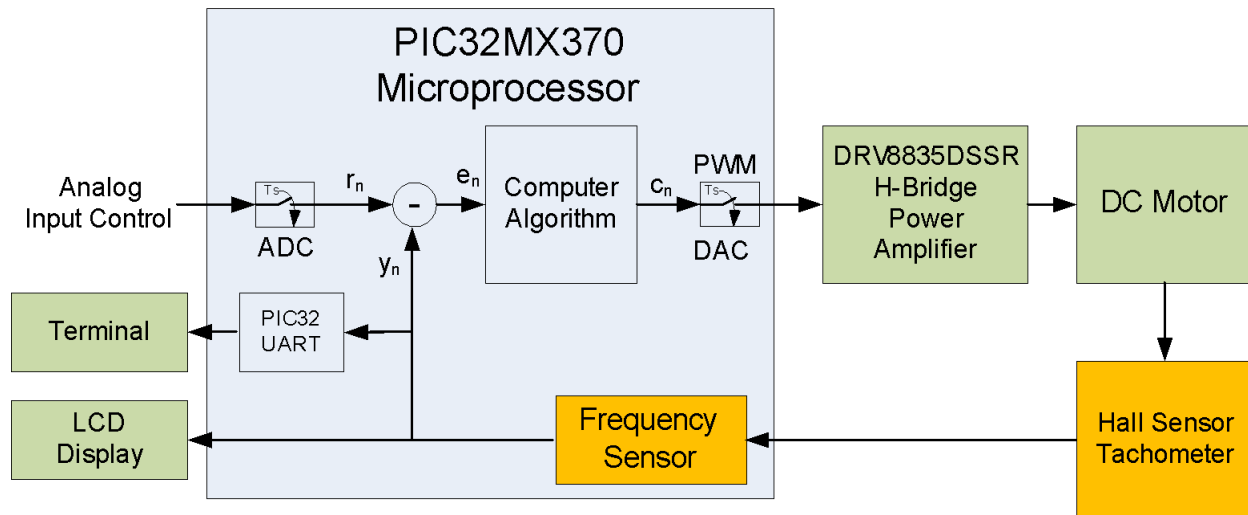 PIC32MX370
Microprocessor
Analog
Input Control
Ts
ADC
rn
-
en
yn
Computer
Algorithm
cn
PWM
Ts
DAC
DRV8835DSSR
H-Bridge
Power
Amplifier
DC Motor
Terminal
PIC32
UART
LCD
Display
Frequency
Sensor
Hall Sensor
Tachometer